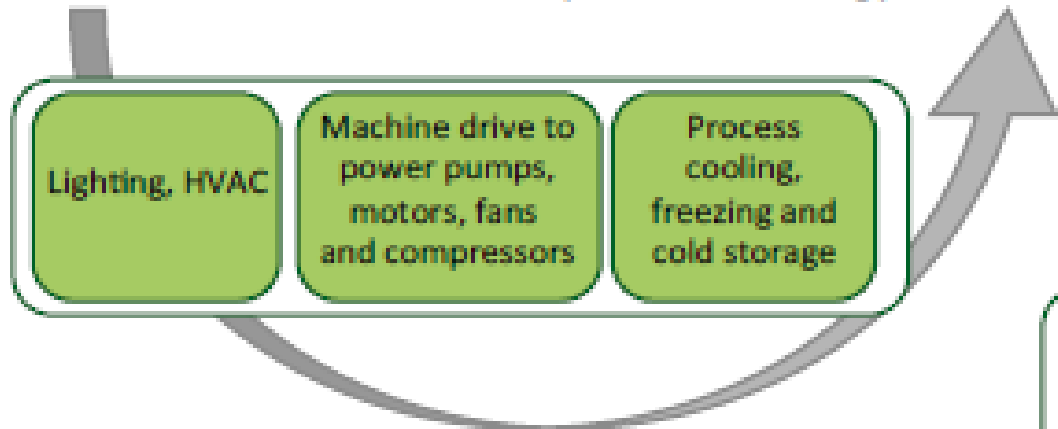 Lighting, HVAC
Machine drive to
power pumps,
motors, fans
and compressors
Process
cooling,
freezing and
cold storage